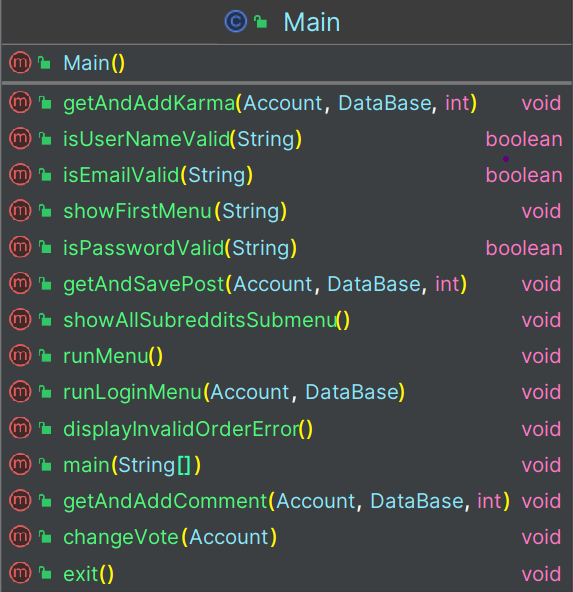 Main
Main()
getAndAddKarma(Account, DataBase, int) void
isUserNameValid(String) boolean
isEmailValid(String) boolean
showFirstMenu(String) void
isPasswordValid(String) boolean
getAndSavePost(Account, DataBase, int) void
showAllSubredditsSubmenu() void
runMenu() void
runLoginMenu(Account, DataBase) void
displayInvalidOrderError() void
main(String[]) void
getAndAddComment(Account, DataBase, int) void
changeVote(Account) void
exit() void